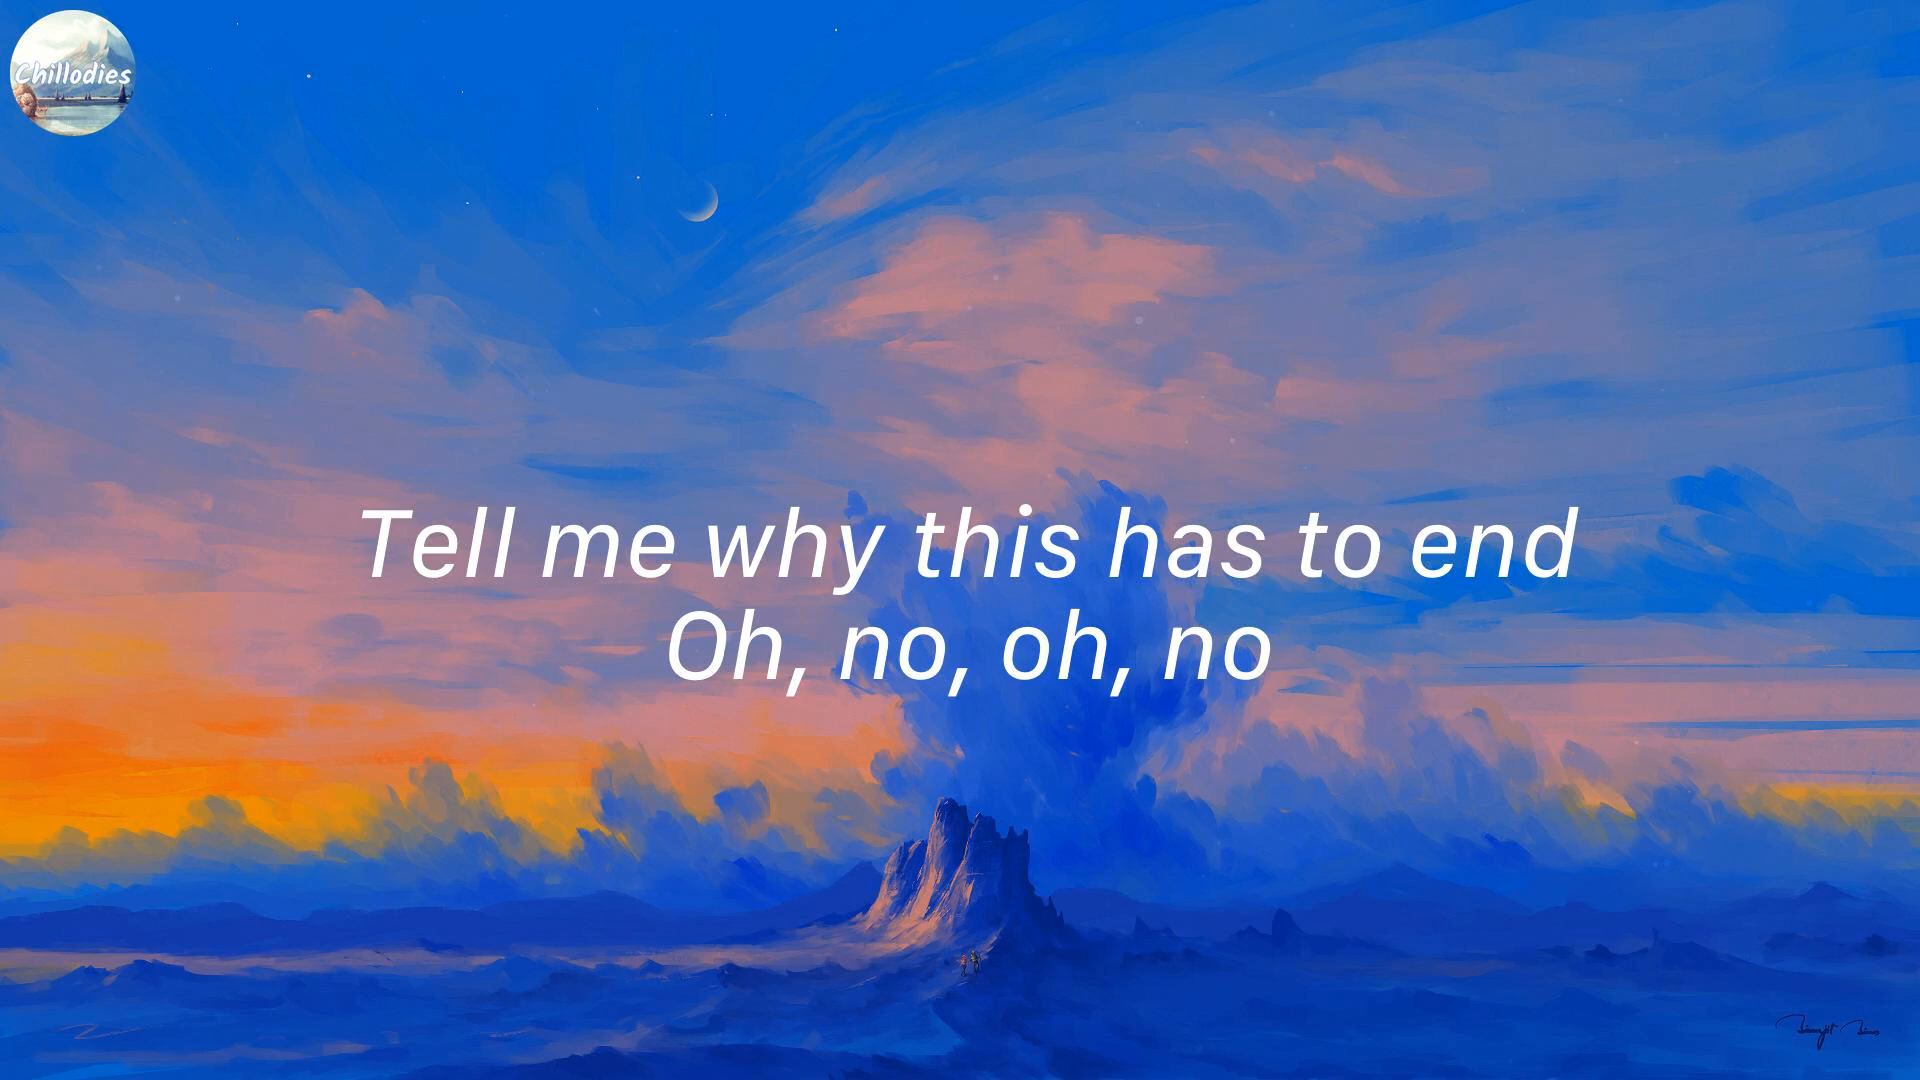 Chillodies
Tell me why this has to end
Oh, no, oh, no